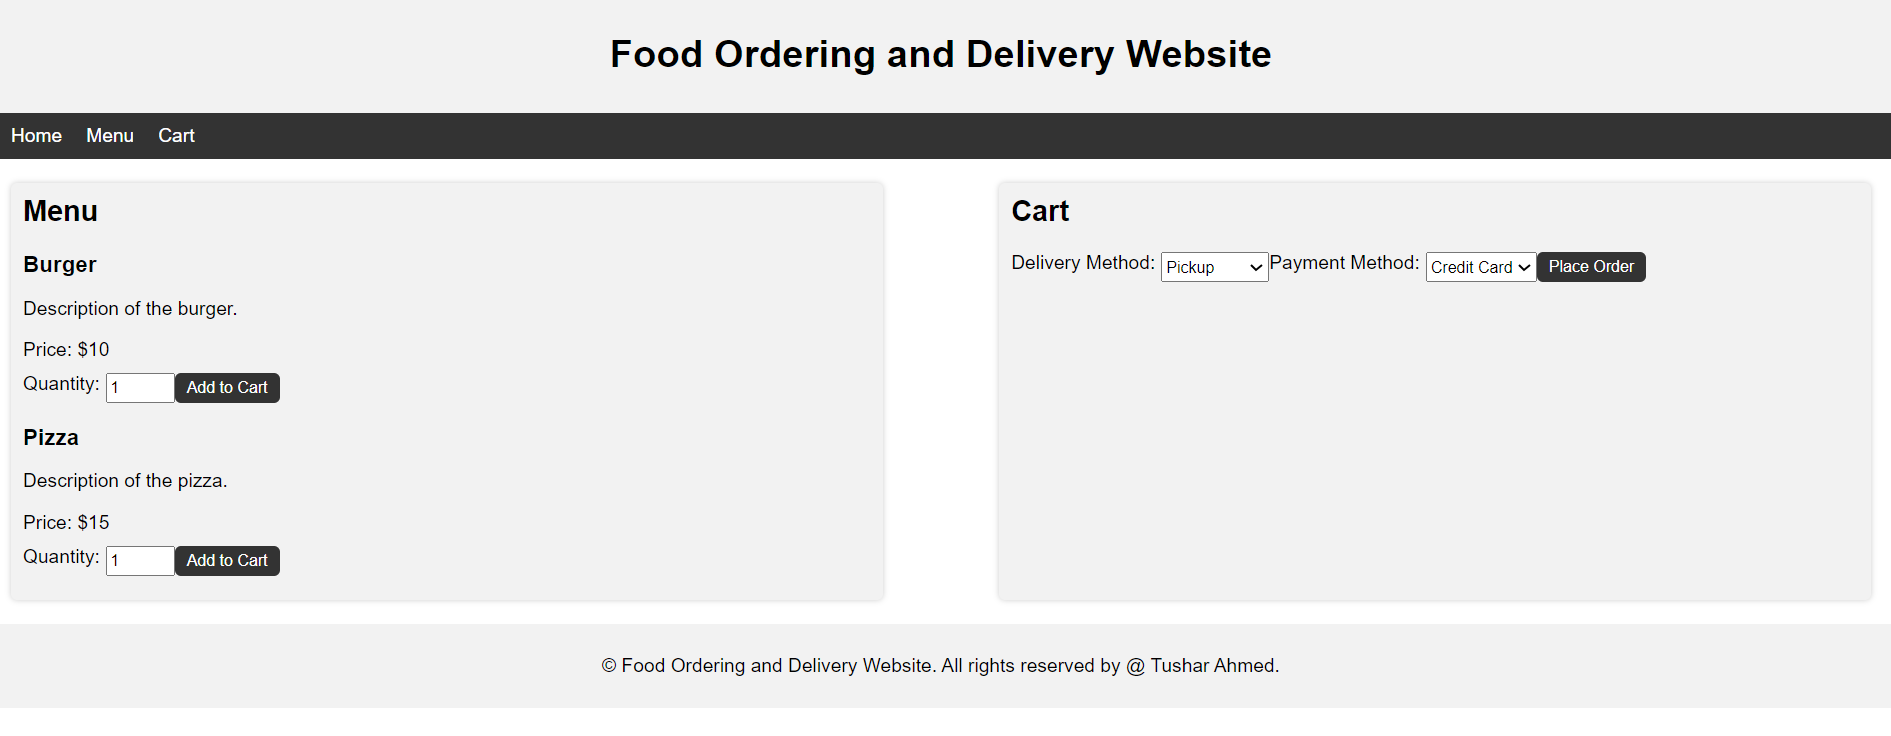 Food Ordering and Delivery Website
Home Menu Cart
Menu
Burger
Description of the burger.
Price: $10
Quantity: 1 Add to Cart
Pizza
Description of the pizza.
Price: $15
Quantity: 1 Add to Cart
Cart
Delivery Method: Pickup Payment Method: Credit Card Place Order
© Food Ordering and Delivery Website. All rights reserved by @ Tushar Ahmed.